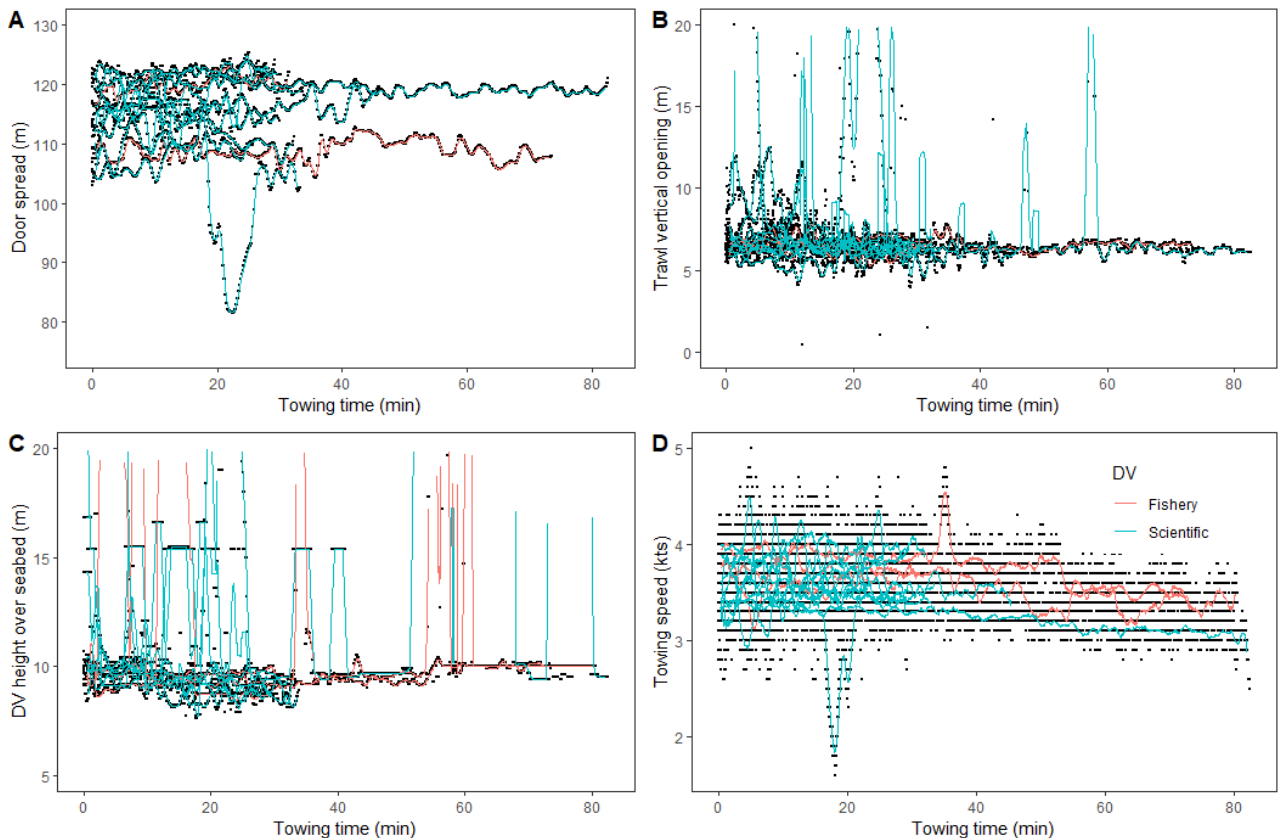 A
Door spread (m)
130
120
110
100
90
80
0
20
40
60
80
Towing time (min)
B
Trawl vertical opening (m)
20
15
10
5
0
0
20
40
60
80
Towing time (min)
C
DV height over seabed (m)
20
15
10
5
0
20
40
60
80
Towing time (min)
D
Towing speed (kts)
5
4
3
2
DV
Fishery
Scientific
0
20
40
60
80
Towing time (min)